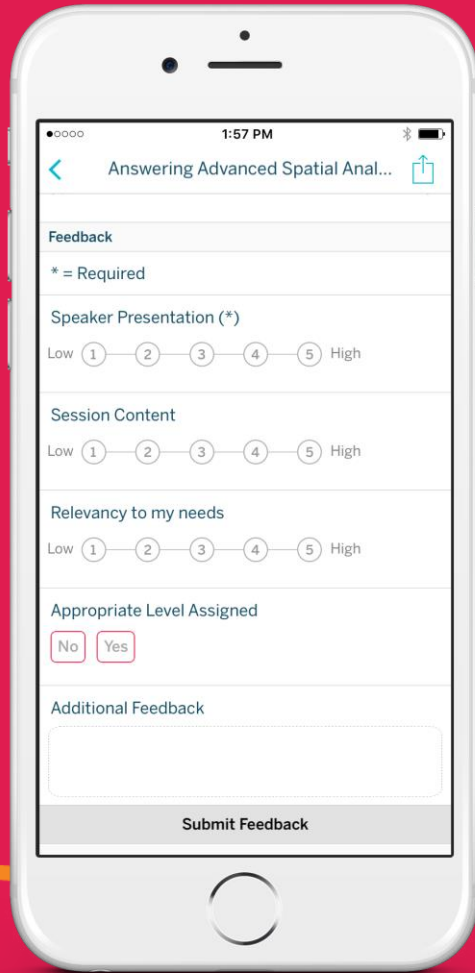 1:57 PM
Answering Advanced Spatial Anal...
Feedback
* = Required
Speaker Presentation (*)
Low 1 2 3 4 5 High
Session Content
Low 1 2 3 4 5 High
Relevancy to my needs
Low 1 2 3 4 5 High
Appropriate Level Assigned
No Yes
Additional Feedback
Submit Feedback